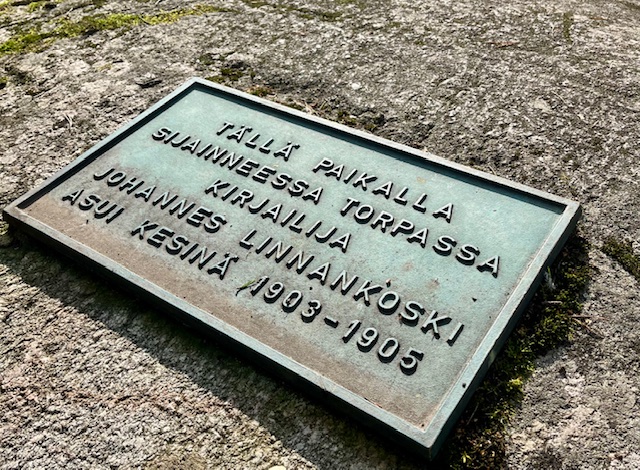 TÄLLÄ PAIKALLA
SIJAINNEESSA TORPASSA
KIRJAILIJA
JOHANNES LINNANKOSKI
ASUI KESINÄ 1903-1905